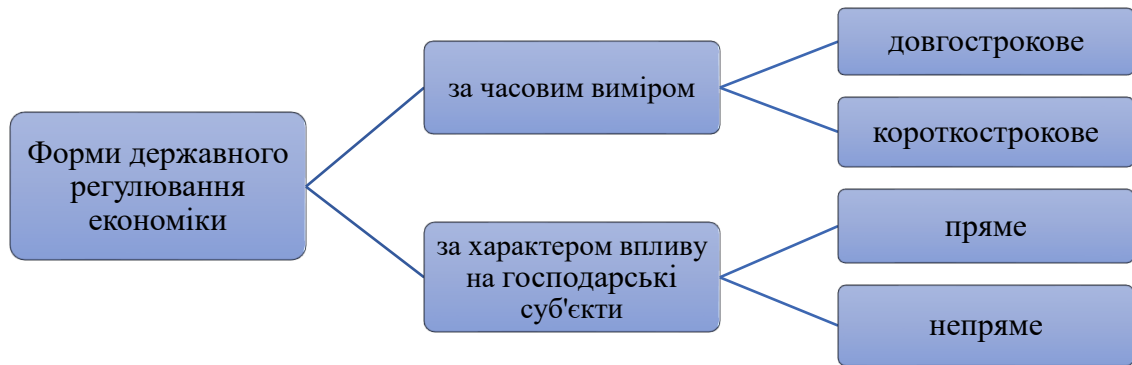 Форми державного
регулювання
економіки
за часовим виміром
довгострокове
короткострокове
за характером впливу
на господарські
суб'єкти
пряме
непряме